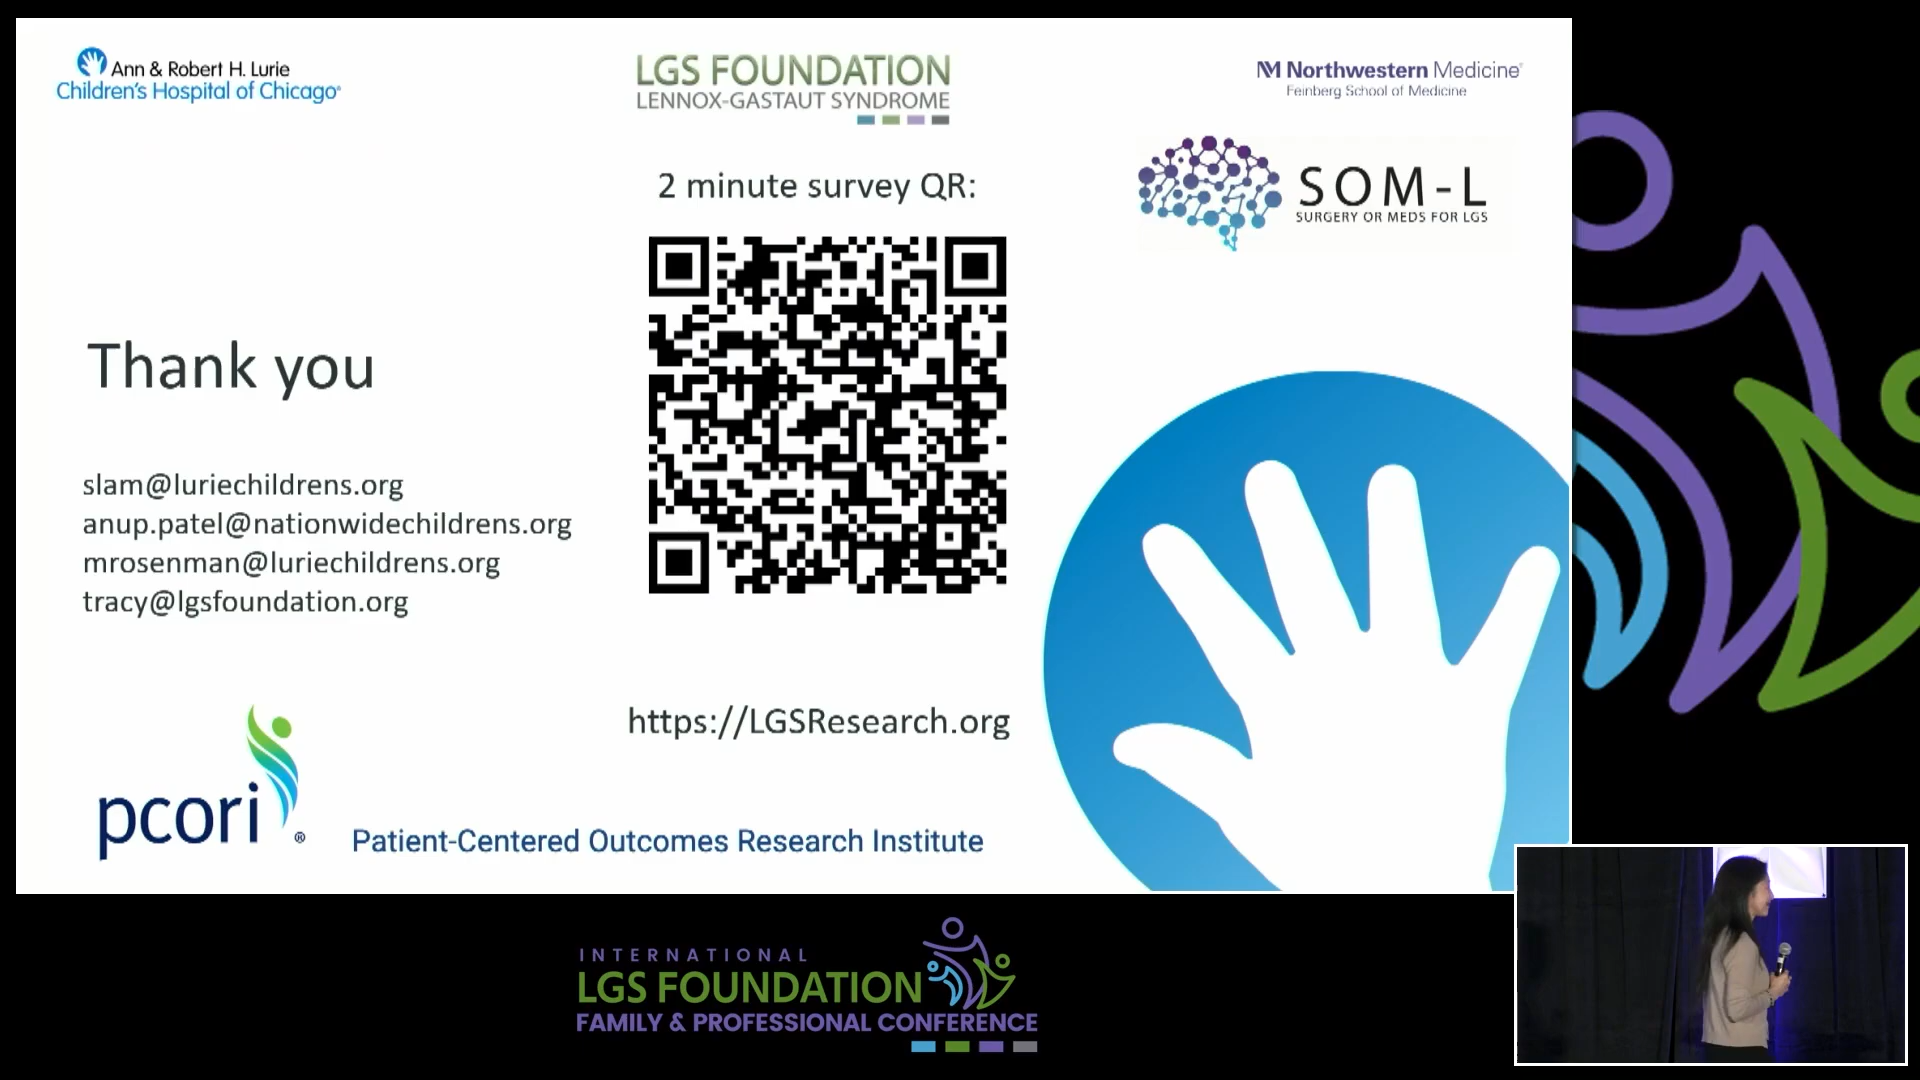 Ann & Robert H. Lurie
Children's Hospital of Chicago®
LGS FOUNDATION
LENNOX-GASTAUT SYNDROME
Northwestern Medicine®
Feinberg School of Medicine
2 minute survey QR:
SOM-L
SURGERY OR MEDS FOR LGS
Thank you
slam@luriechildrens.org
anup.patel@nationwidechildrens.org
mrosenman@luriechildrens.org
tracy@lgsfoundation.org
https://LGSResearch.org
pcori®
Patient-Centered Outcomes Research Institute
INTERNATIONAL
LGS FOUNDATION
FAMILY & PROFESSIONAL CONFERENCE